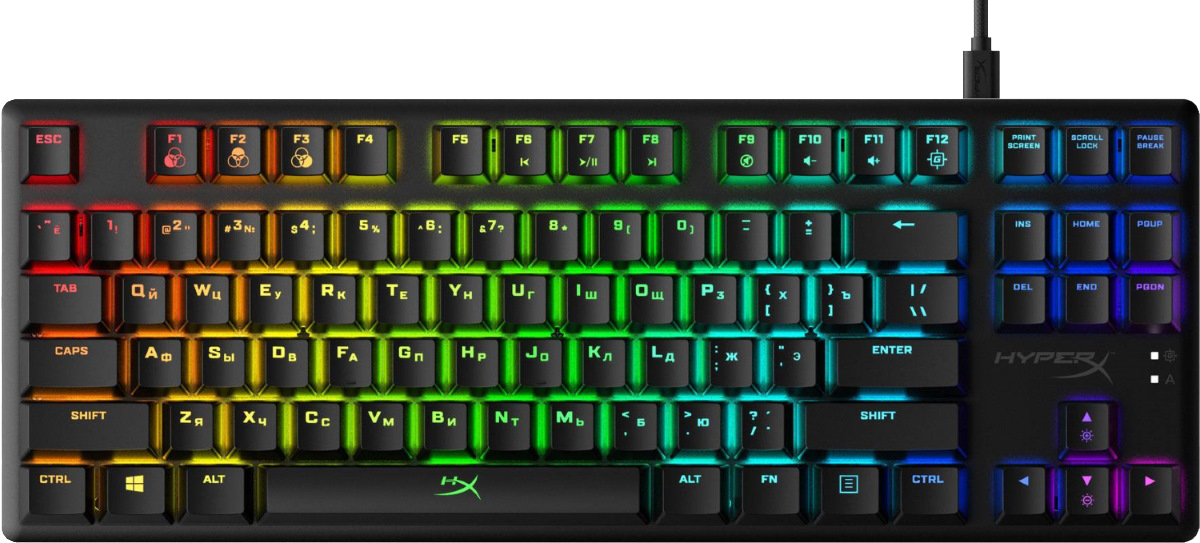 ESC F1 F2 F3 F4 F5 F6 F7 F8 F9 F10 F11 F12 PRINT SCREEN SCROLL LOCK PAUSE BREAK
~ ` Ё 1 ! @ 2 " # 3 № $ 4 ; 5 % ^ 6 : & 7 ? 8 * 9 ( 0 ) – – + = ← INS HOME PGUP
TAB Q Й W Ц E У R К T Е Y Н U Г I Ш O Щ P З { Х [ } Ъ ] | / \ \ DEL END PGDN
CAPS A Ф S Ы D В F А G П H Р J О K Л L Д : Ж ; " Э ' ENTER HYPERX A
SHIFT Z Я X Ч C С V М B И N Т M Ь < Б , > Ю . ? / . SHIFT ▲
CTRL ALT HX ALT FN CTRL ◀ ▼ ▶